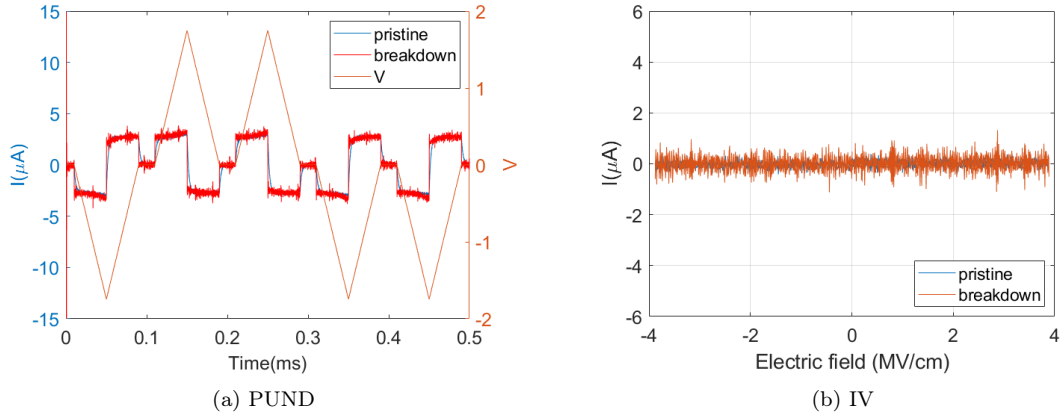 15
10
5
0
-5
-10
-15
I(μA)
2
1
0
-1
-2
V
pristine
breakdown
V
0 0.1 0.2 0.3 0.4 0.5
Time(ms)
(a) PUND
6
4
2
0
-2
-4
-6
I(μA)
pristine
breakdown
-4 -2 0 2 4
Electric field (MV/cm)
(b) IV